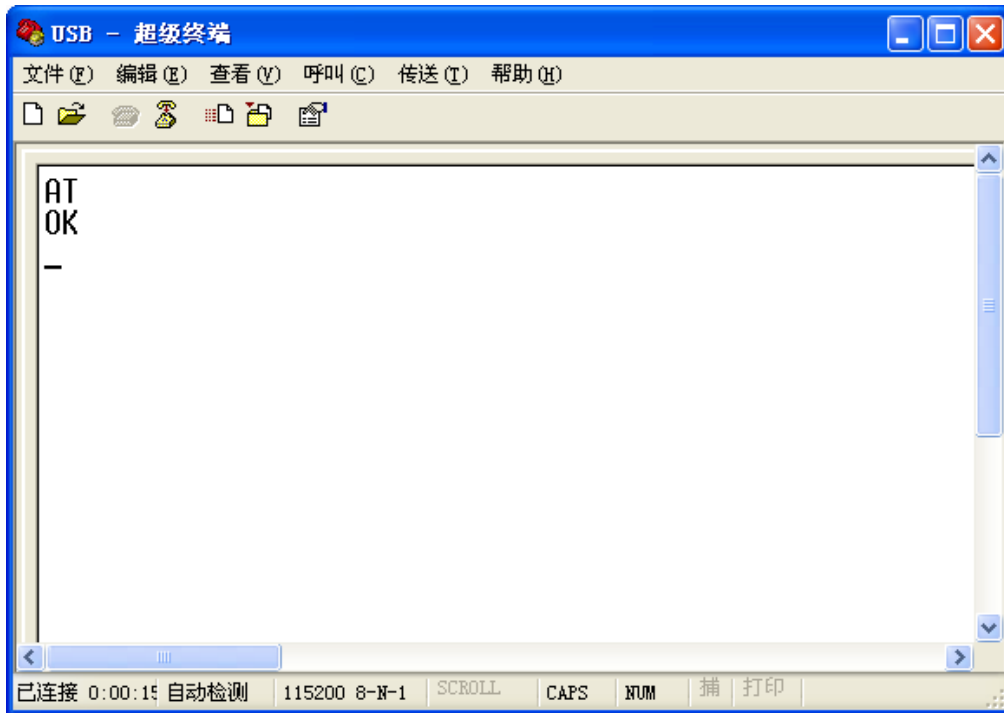 USB - 超级终端
文件(F) 编辑(E) 查看(V) 呼叫(C) 传送(T) 帮助(H)
AT
OK
_
已连接 0:00:15 自动检测 115200 8-N-1 SCROLL CAPS NUM 捕 打印